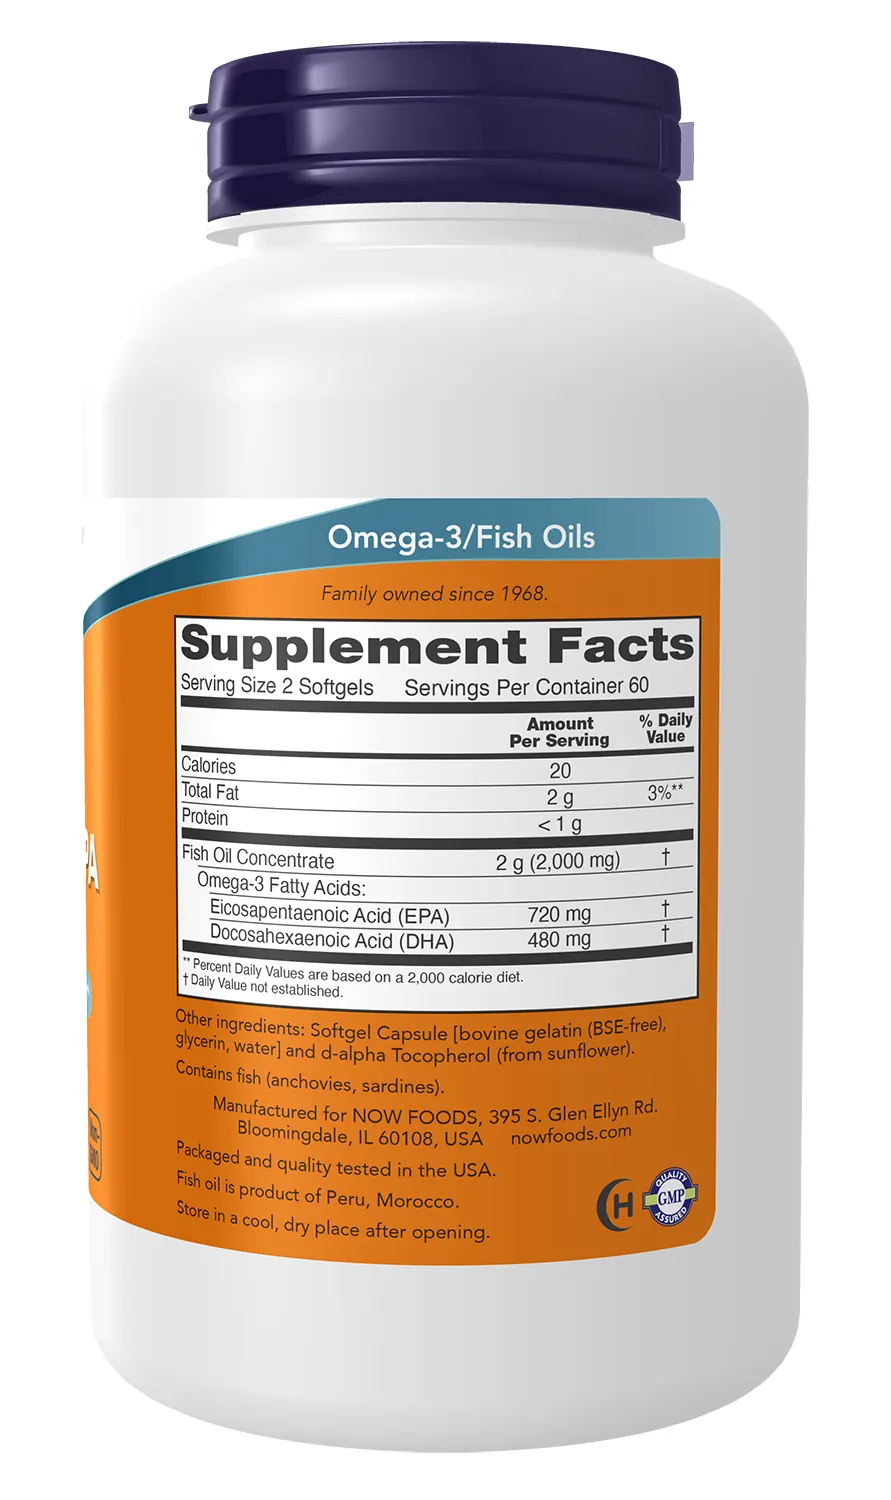 Omega-3/Fish Oils
Family owned since 1968.
Supplement Facts
Serving Size 2 Softgels Servings Per Container 60
Amount Per Serving % Daily Value
Calories 20
Total Fat 2 g 3%**
Protein < 1 g
Fish Oil Concentrate 2 g (2,000 mg) †
Omega-3 Fatty Acids:
Eicosapentaenoic Acid (EPA) 720 mg †
Docosahexaenoic Acid (DHA) 480 mg †
** Percent Daily Values are based on a 2,000 calorie diet.
† Daily Value not established.
Other ingredients: Softgel Capsule [bovine gelatin (BSE-free),
glycerin, water] and d-alpha Tocopherol (from sunflower).
Contains fish (anchovies, sardines).
Manufactured for NOW FOODS, 395 S. Glen Ellyn Rd.
Bloomingdale, IL 60108, USA nowfoods.com
Packaged and quality tested in the USA.
Fish oil is product of Peru, Morocco.
Store in a cool, dry place after opening.
H
QUALITY
GMP
ASSURED